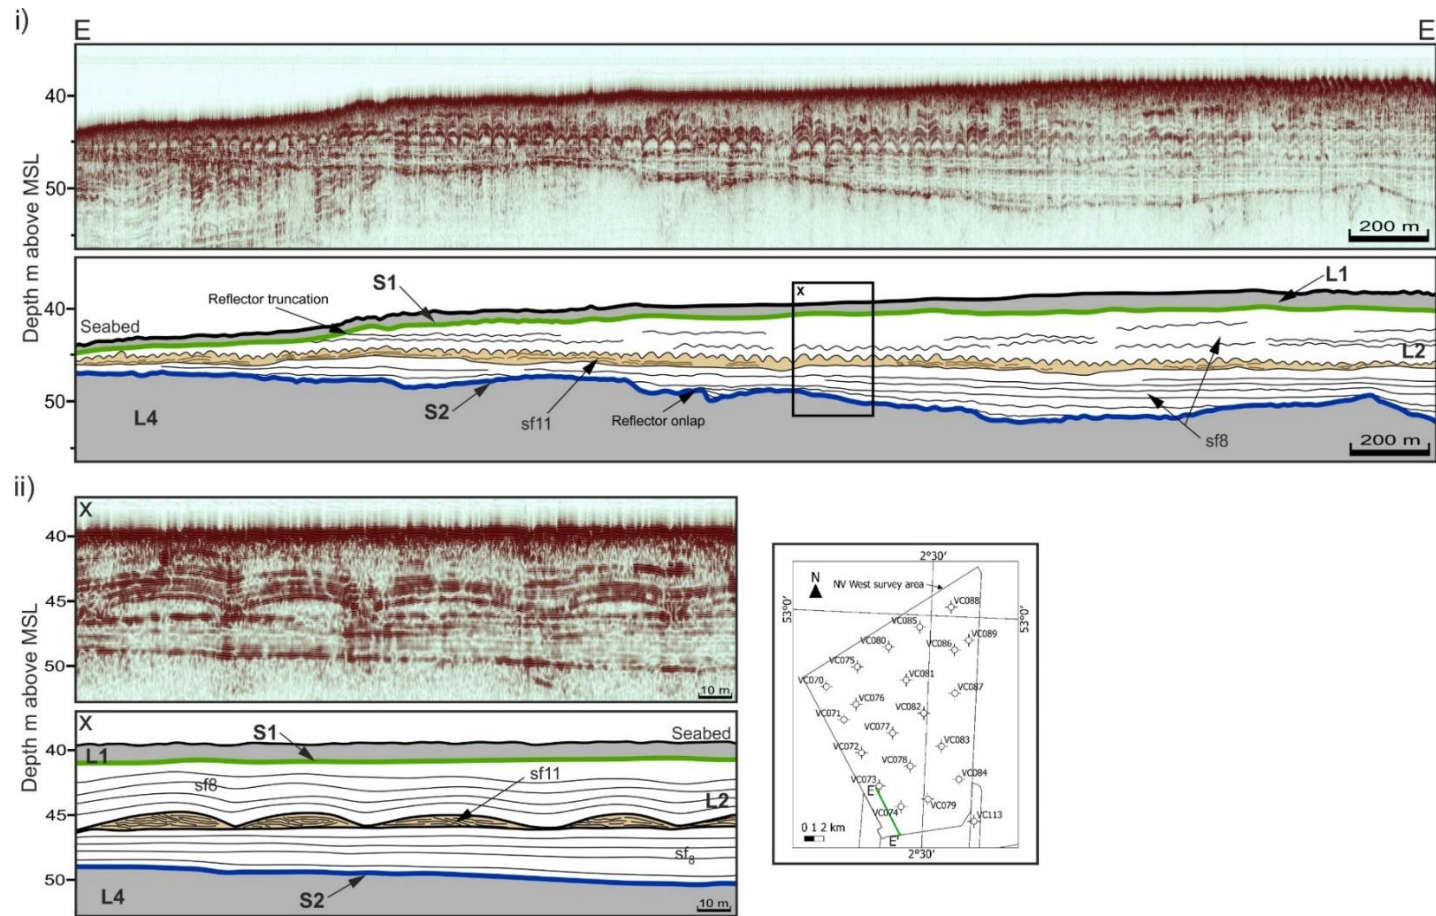 i)
E
E
Depth m above MSL
40
50
200 m
Reflector truncation
S1
L1
Seabed
40
x
L2
50
L4
S2
sf11
Reflector onlap
sf8
200 m
ii)
X
Depth m above MSL
40
45
50
10 m
X
S1
Seabed
40
L1
sf8
sf11
L2
45
sf8
50
L4
S2
10 m
2°30'
N
NV West survey area
53°0'
53°0'
VC088
VC085
VC080
VC086
VC089
VC075
VC070
VC081
VC087
VC076
VC071
VC082
VC077
VC072
VC083
VC078
VC073
VC084
E
VC074
VC079
VC113
0 1 2 km
E'
2°30'